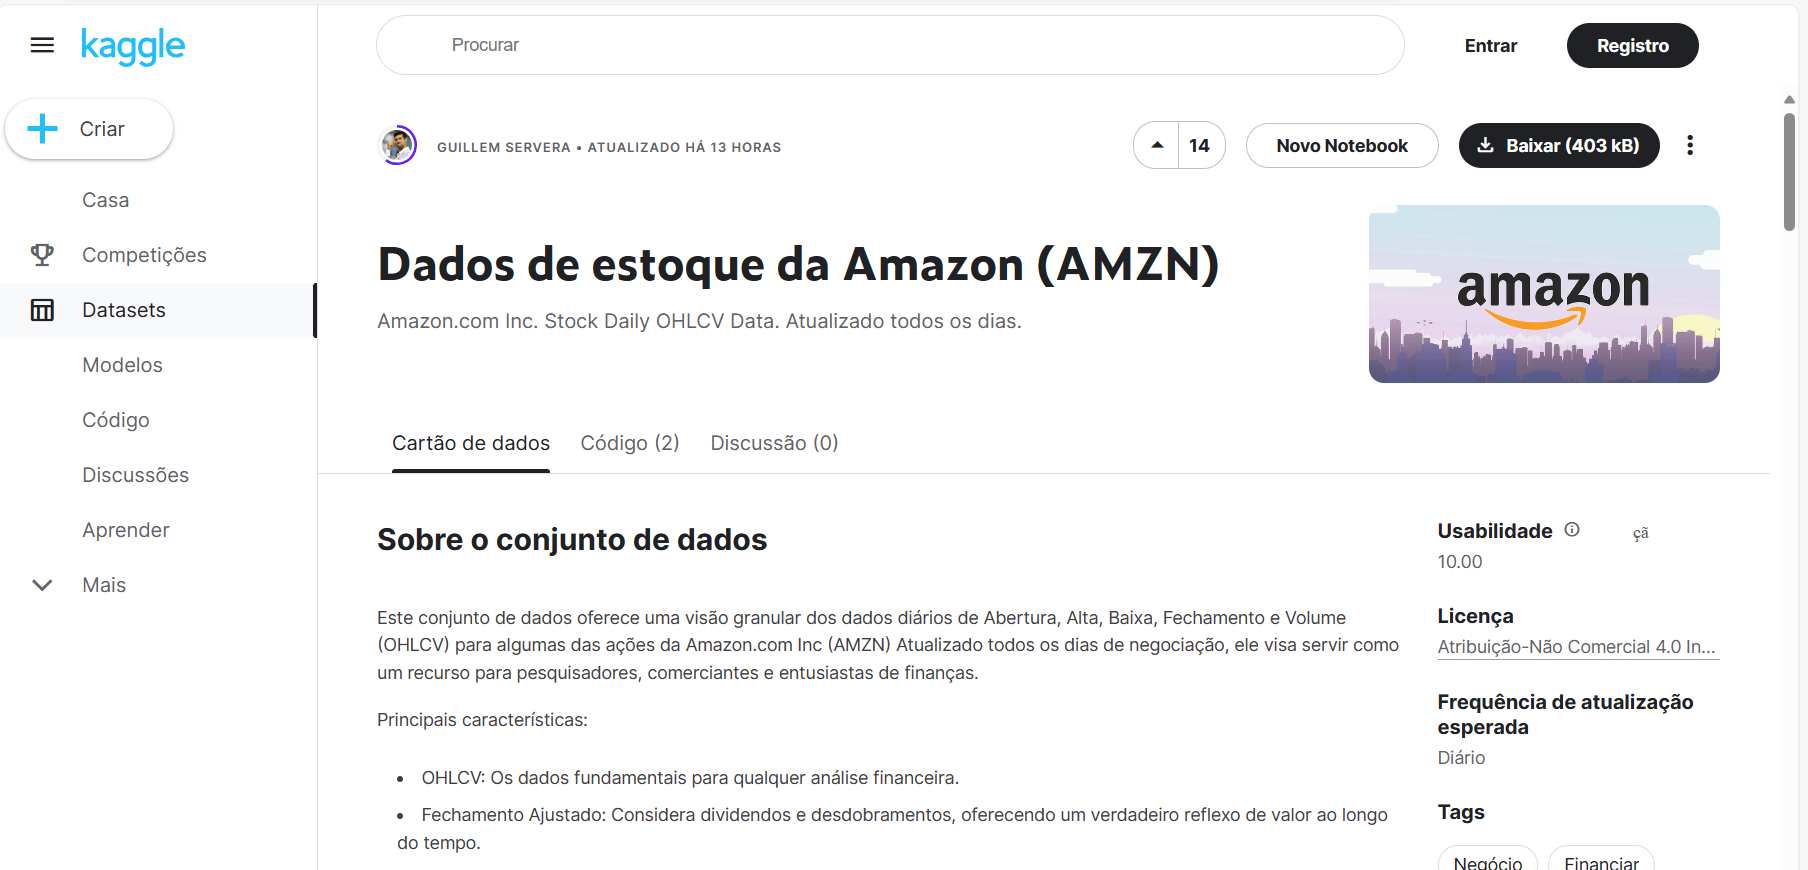 kaggle
Procurar
Entrar
Registro
Criar
Casa
Competições
Datasets
Modelos
Código
Discussões
Aprender
Mais
GUILLEM SERVERA • ATUALIZADO HÁ 13 HORAS
14
Novo Notebook
Baixar (403 kB)
Dados de estoque da Amazon (AMZN)
Amazon.com Inc. Stock Daily OHLCV Data. Atualizado todos os dias.
amazon
Cartão de dados
Código (2)
Discussão (0)
Sobre o conjunto de dados
Este conjunto de dados oferece uma visão granular dos dados diários de Abertura, Alta, Baixa, Fechamento e Volume
(OHLCV) para algumas das ações da Amazon.com Inc (AMZN) Atualizado todos os dias de negociação, ele visa servir como
um recurso para pesquisadores, comerciantes e entusiastas de finanças.
Principais características:
• OHLCV: Os dados fundamentais para qualquer análise financeira.
• Fechamento Ajustado: Considera dividendos e desdobramentos, oferecendo um verdadeiro reflexo de valor ao longo
do tempo.
Usabilidade
çã
10.00
Licença
Atribuição-Não Comercial 4.0 In...
Frequência de atualização
esperada
Diário
Tags
Negócio
Financiar